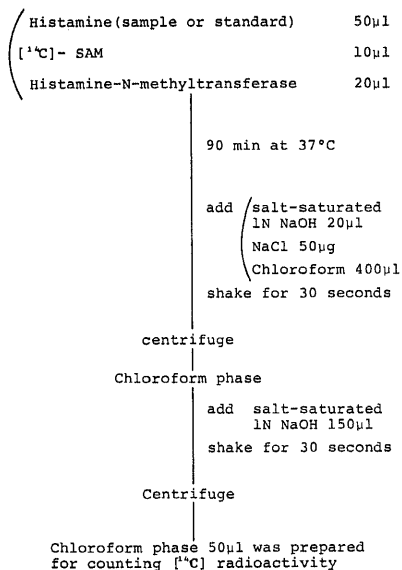 Histamine(sample or standard) 50µl
[¹⁴C]- SAM 10µl
Histamine-N-methyltransferase 20µl
90 min at 37°C
add salt-saturated
1N NaOH 20µl
NaCl 50µg
Chloroform 400µl
shake for 30 seconds
centrifuge
Chloroform phase
add salt-saturated
1N NaOH 150µl
shake for 30 seconds
Centrifuge
Chloroform phase 50µl was prepared
for counting [¹⁴C] radioactivity